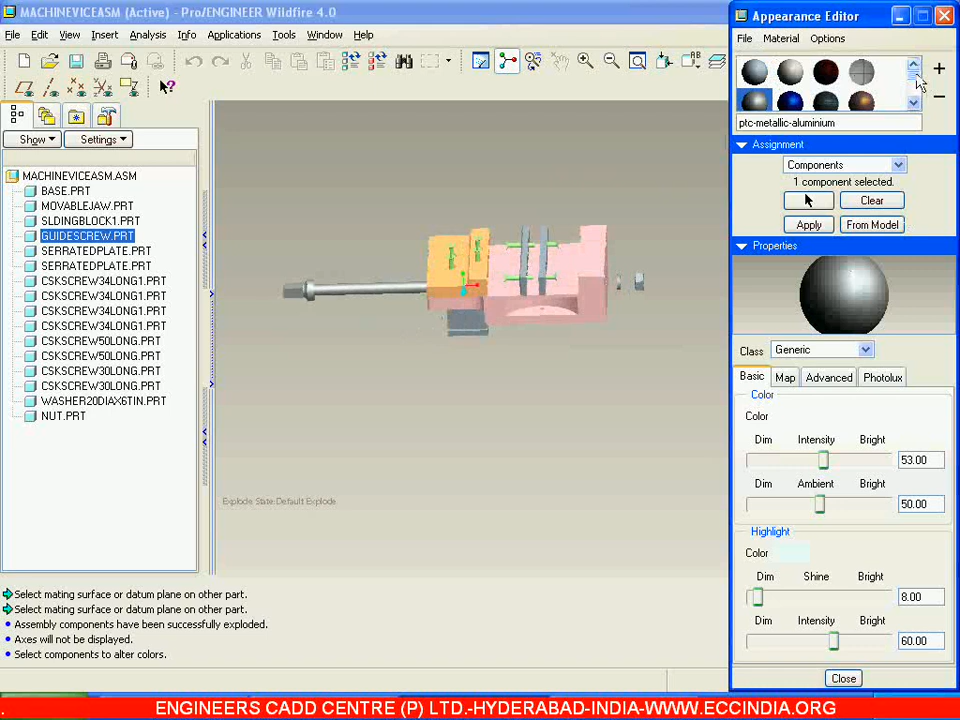 MACHINEVICEASM (Active) - Pro/ENGINEER Wildfire 4.0
File Edit View Insert Analysis Info Applications Tools Window Help
Show Settings
MACHINEVICEASM.ASM
BASE.PRT
MOVABLEJAW.PRT
SLDINGBLOCK1.PRT
GUIDESCREW.PRT
SERRATEDPLATE.PRT
SERRATEDPLATE.PRT
CSKSCREW34LONG1.PRT
CSKSCREW34LONG1.PRT
CSKSCREW34LONG1.PRT
CSKSCREW34LONG1.PRT
CSKSCREW50LONG.PRT
CSKSCREW50LONG.PRT
CSKSCREW30LONG.PRT
CSKSCREW30LONG.PRT
WASHER20DIAX6TIN.PRT
NUT.PRT
Explode State:Default Explode
Select mating surface or datum plane on other part.
Select mating surface or datum plane on other part.
Assembly components have been successfully exploded.
Axes will not be displayed.
Select components to alter colors.
Appearance Editor
File Material Options
ptc-metallic-aluminium
Assignment
Components
1 component selected.
Clear
Apply From Model
Properties
Class Generic
Basic Map Advanced Photolux
Color
Color
Dim Intensity Bright
53.00
Dim Ambient Bright
50.00
Highlight
Color
Dim Shine Bright
8.00
Dim Intensity Bright
60.00
Close
. ENGINEERS CADD CENTRE (P) LTD.-HYDERABAD-INDIA-WWW.ECCINDIA.ORG